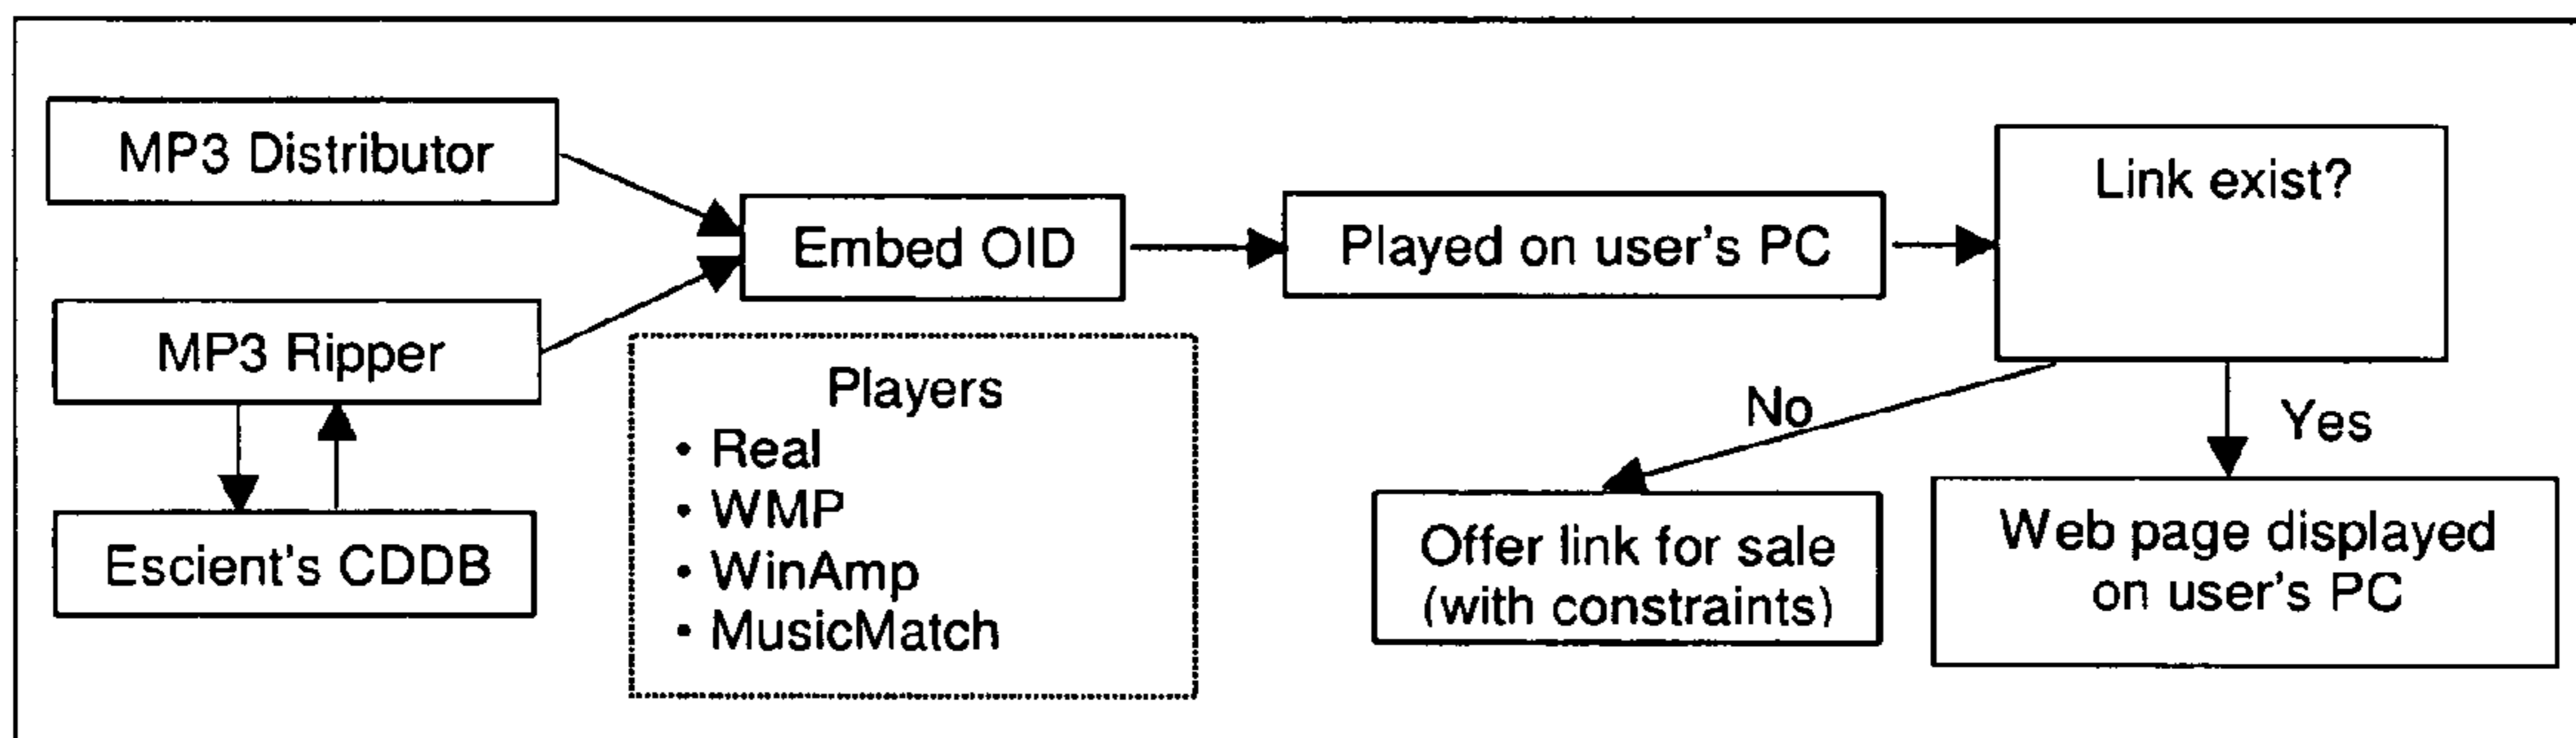 MP3 Distributor
MP3 Ripper
Escient's CDDB
Embed OID
Players
• Real
• WMP
• WinAmp
• MusicMatch
Played on user's PC
Link exist?
No
Yes
Offer link for sale
(with constraints)
Web page displayed
on user's PC